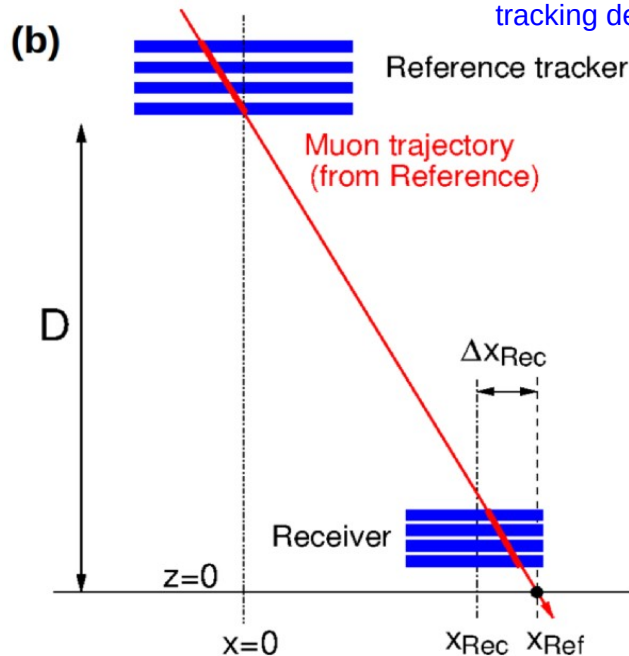 (b)
tracking de
Reference tracker
Muon trajectory
(from Reference)
D
ΔxRec
Receiver
z=0
x=0
xRec
xRef